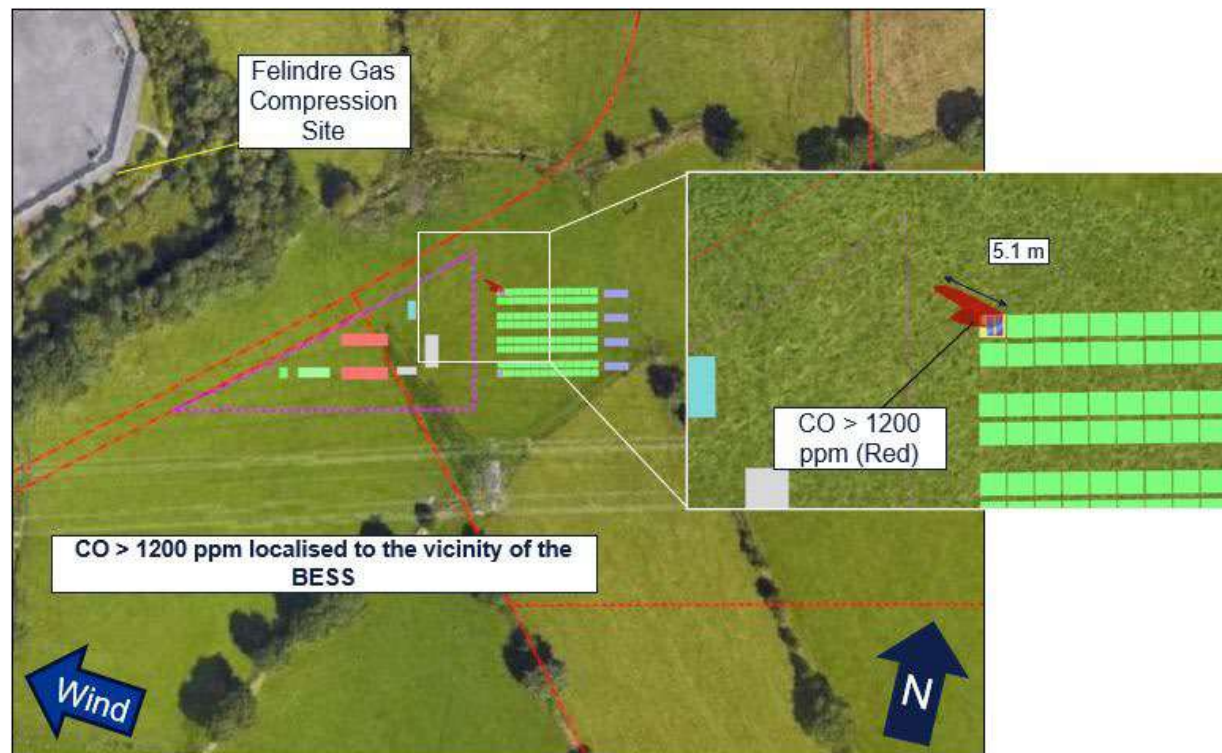 Felindre Gas
Compression
Site
5.1 m
CO > 1200
ppm (Red)
CO > 1200 ppm localised to the vicinity of the
BESS
Wind
N